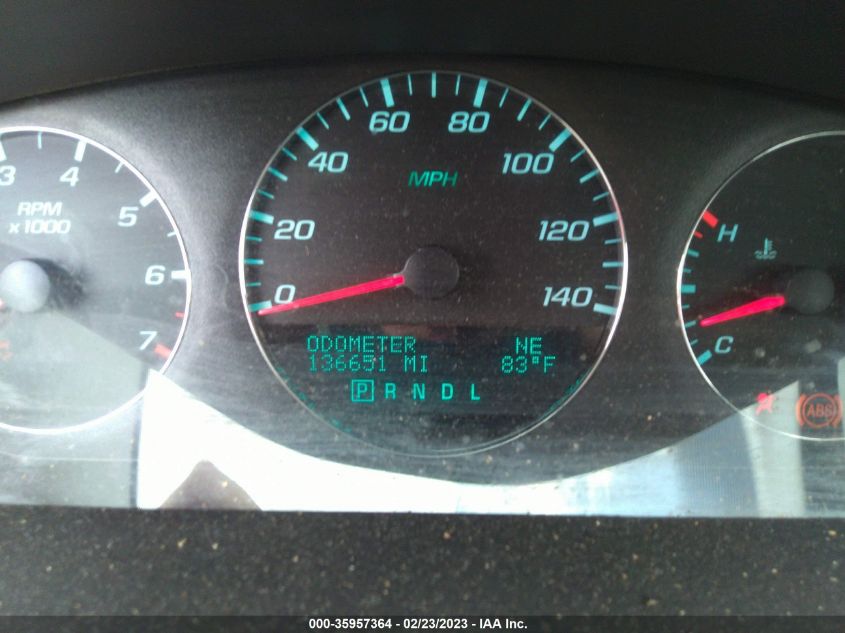 3
4
5
6
7
RPM
x1000
0
20
40
60
80
100
120
140
MPH
ODOMETER NE
136651 MI 83°F
P R N D L
H
C
ABS
000-35957364 - 02/23/2023 - IAA Inc.